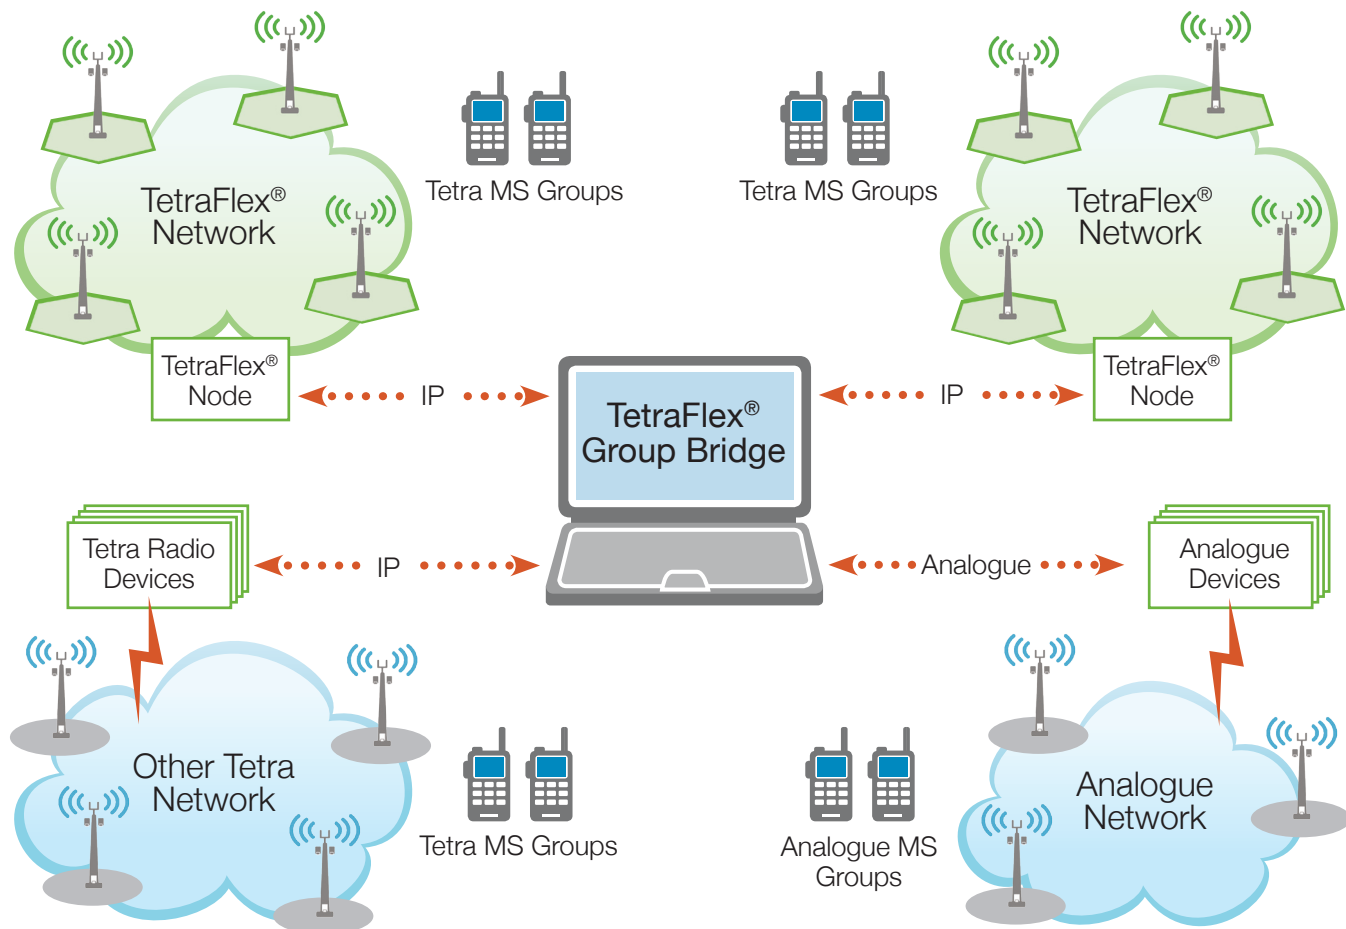 Tetra MS Groups
Tetra MS Groups
TetraFlex®
Network
TetraFlex®
Network
TetraFlex®
Node
IP
TetraFlex®
Group Bridge
IP
TetraFlex®
Node
Tetra Radio
Devices
IP
Analogue
Analogue
Devices
Other Tetra
Network
Tetra MS Groups
Analogue MS
Groups
Analogue
Network